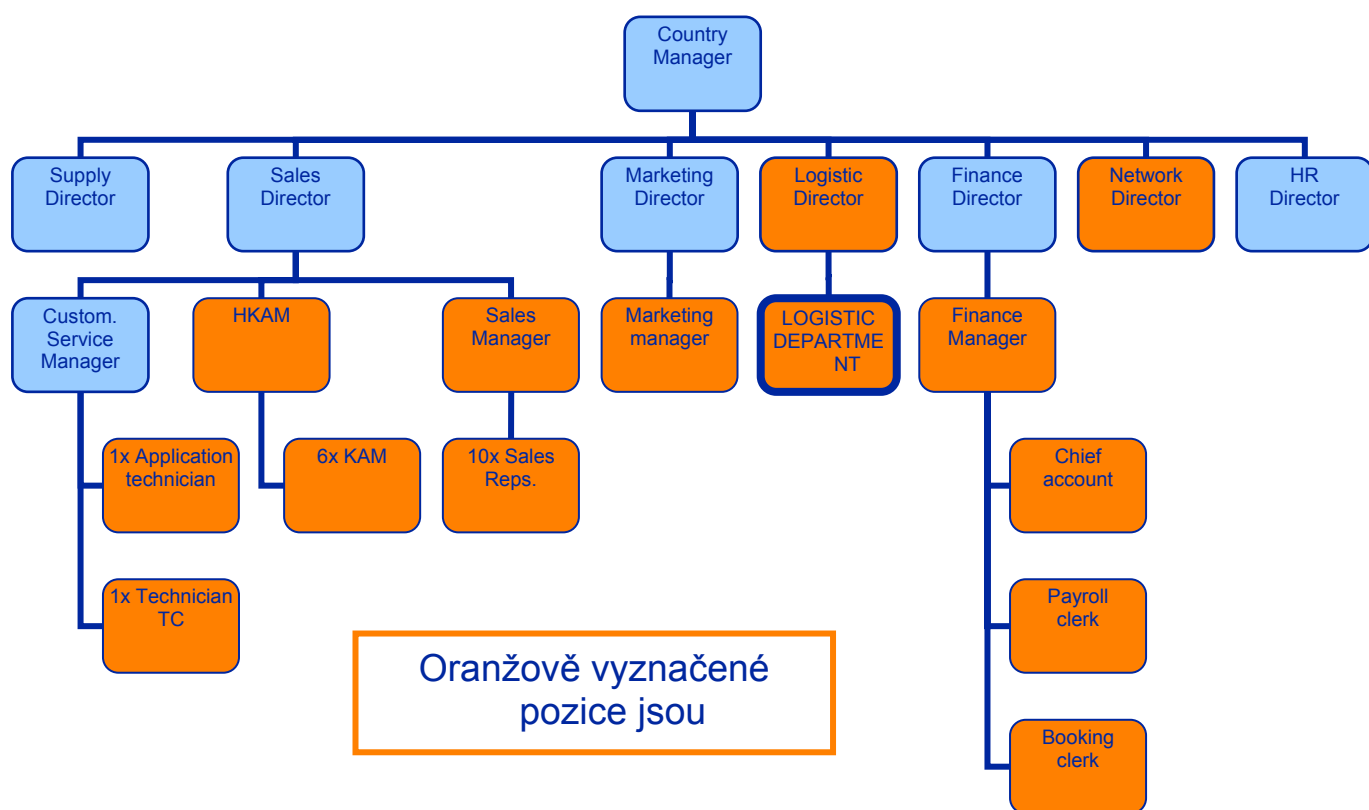 Country
Manager
Supply
Director
Sales
Director
Marketing
Director
Logistic
Director
Finance
Director
Network
Director
HR
Director
Custom.
Service
Manager
HKAM
Sales
Manager
Marketing
manager
LOGISTIC
DEPARTME
NT
Finance
Manager
1x Application
technician
6x KAM
10x Sales
Reps.
Chief
account
1x Technician
TC
Payroll
clerk
Oranžově vyznačené
pozice jsou
Booking
clerk